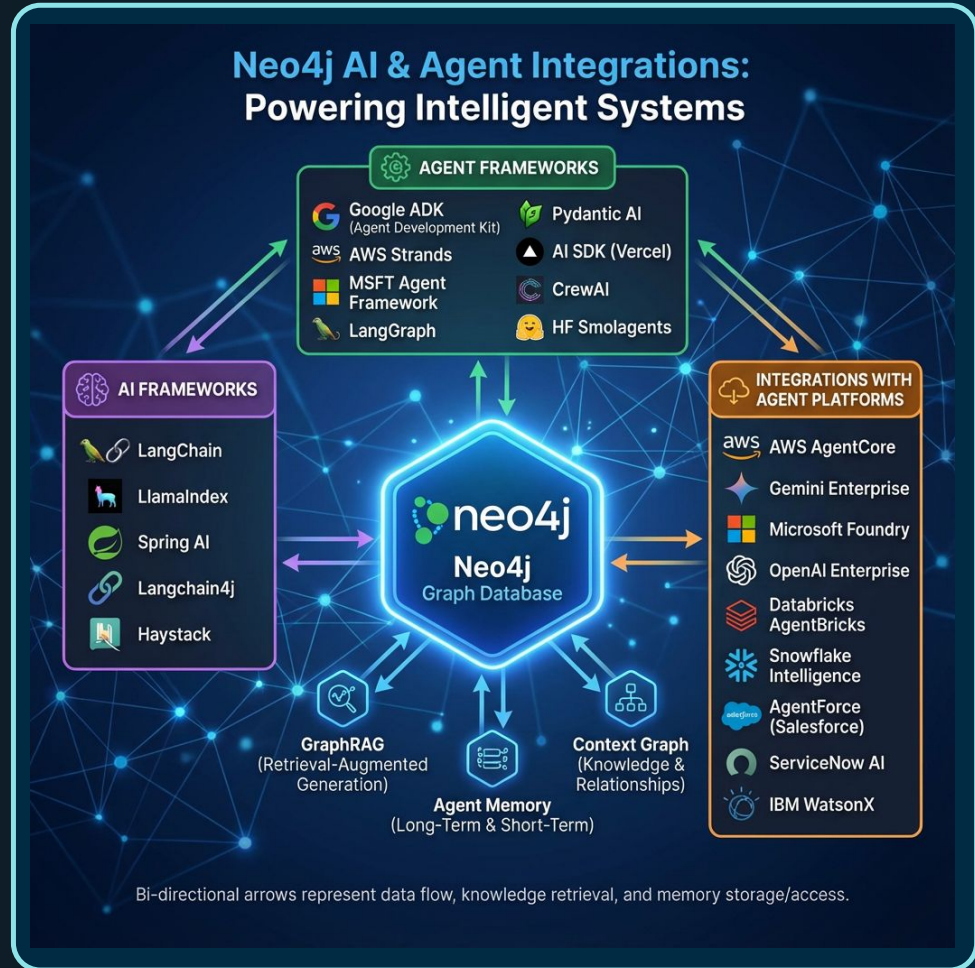 Neo4j AI & Agent Integrations:
Powering Intelligent Systems
AGENT FRAMEWORKS
Google ADK
(Agent Development Kit)
aws
AWS Strands
MSFT Agent
Framework
LangGraph
Pydantic AI
AI SDK (Vercel)
CrewAI
HF Smolagents
AI FRAMEWORKS
LangChain
LlamaIndex
Spring AI
Langchain4j
Haystack
neo4j
Neo4j
Graph Database
INTEGRATIONS WITH
AGENT PLATFORMS
aws
AWS AgentCore
Gemini Enterprise
Microsoft Foundry
OpenAI Enterprise
Databricks
AgentBricks
Snowflake
Intelligence
AgentForce
(Salesforce)
ServiceNow AI
IBM WatsonX
GraphRAG
(Retrieval-Augmented
Generation)
Agent Memory
(Long-Term & Short-Term)
Context Graph
(Knowledge &
Relationships)
Bi-directional arrows represent data flow, knowledge retrieval, and memory storage/access.